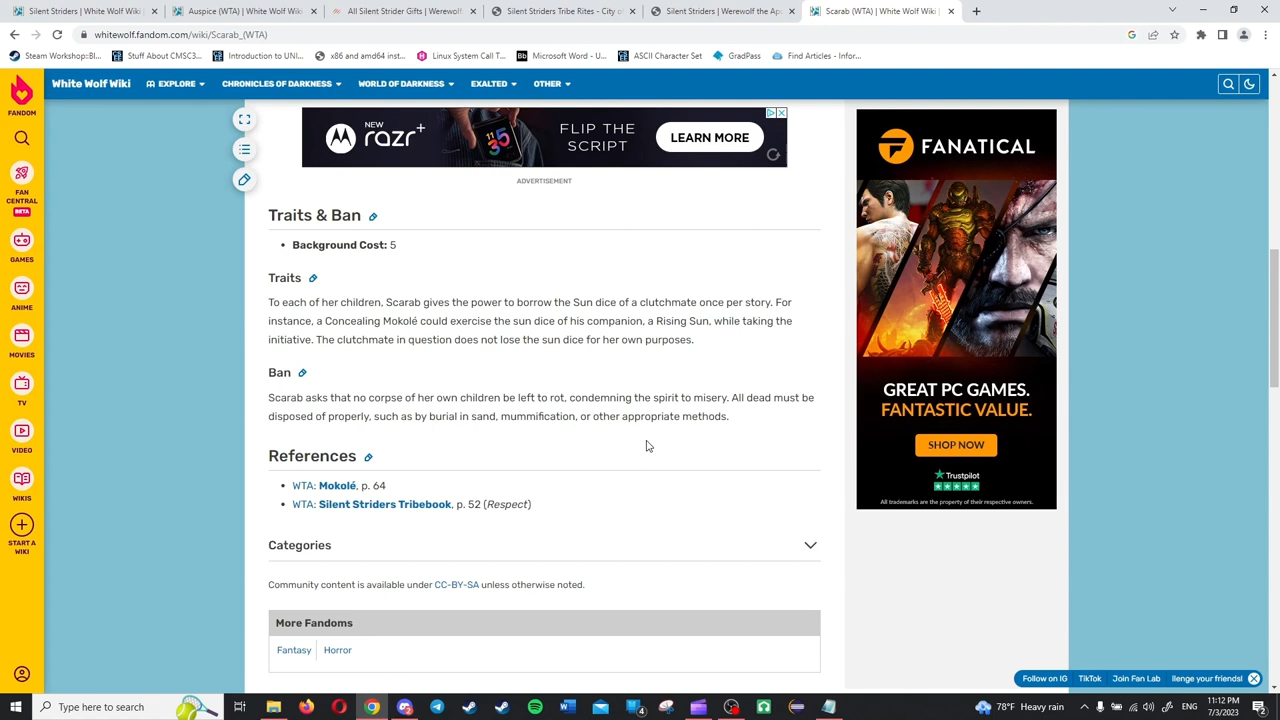 Silent Striders | White Wolf Wiki |
Auspice (WTA) | White Wolf Wiki |
All Silent Strider Gifts | Werewolf
Silent Striders Tribe Rites - City o
Silent Striders | Werewolf the Apo
Scarab (WTA) | White Wolf Wiki |
whitewolf.fandom.com/wiki/Scarab_(WTA)
Steam Workshop::Bl...
Stuff About CMSC3...
Introduction to UNI...
x86 and amd64 inst...
Linux System Call T...
Bb Microsoft Word - U...
ASCII Character Set
GradPass
Find Articles - Infor...
White Wolf Wiki
EXPLORE
CHRONICLES OF DARKNESS
WORLD OF DARKNESS
EXALTED
OTHER
FANDOM
FAN
CENTRAL
BETA
GAMES
ANIME
MOVIES
TV
VIDEO
WIKIS
START A
WIKI
NEW
razr+
FLIP THE
SCRIPT
LEARN MORE
ADVERTISEMENT
Traits & Ban
• Background Cost: 5
Traits
To each of her children, Scarab gives the power to borrow the Sun dice of a clutchmate once per story. For
instance, a Concealing Mokolé could exercise the sun dice of his companion, a Rising Sun, while taking the
initiative. The clutchmate in question does not lose the sun dice for her own purposes.
Ban
Scarab asks that no corpse of her own children be left to rot, condemning the spirit to misery. All dead must be
disposed of properly, such as by burial in sand, mummification, or other appropriate methods.
References
• WTA: Mokolé, p. 64
• WTA: Silent Striders Tribebook, p. 52 (Respect)
Categories
Community content is available under CC-BY-SA unless otherwise noted.
More Fandoms
Fantasy
Horror
FANATICAL
GREAT PC GAMES.
FANTASTIC VALUE.
SHOP NOW
Trustpilot
All trademarks are the property of their respective owners.
Follow on IG
TikTok
Join Fan Lab
llenge your friends!
Type here to search
78°F Heavy rain
ENG
11:12 PM
7/3/2023